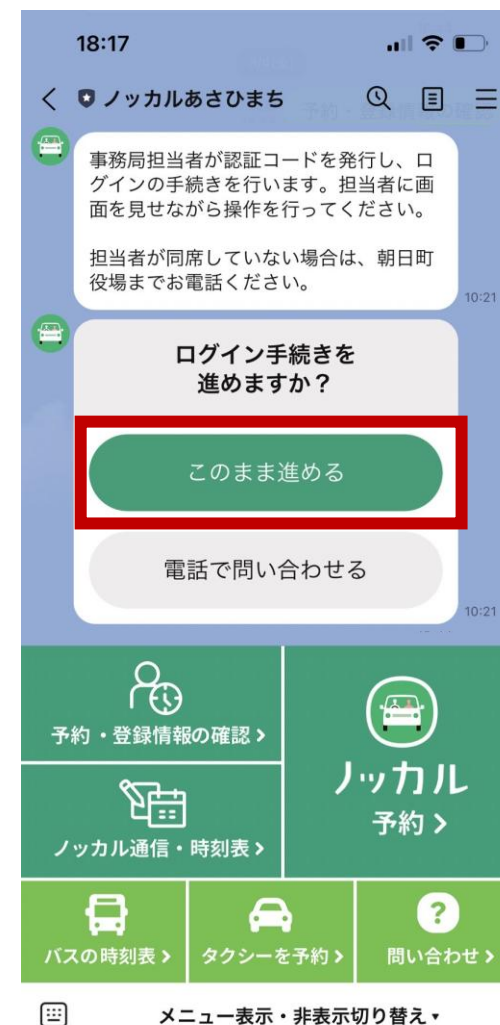 18:17
ノッカルあさひまち
事務局担当者が認証コードを発行し、ロ
グインの手続きを行います。担当者に画
面を見せながら操作を行ってください。
担当者が同席していない場合は、朝日町
役場までお電話ください。
10:21
ログイン手続きを
進めますか？
このまま進める
電話で問い合わせる
10:21
予約・登録情報の確認 >
ノッカル
予約 >
ノッカル通信・時刻表 >
バスの時刻表 >
タクシーを予約 >
?
問い合わせ >
メニュー表示・非表示切り替え ▾